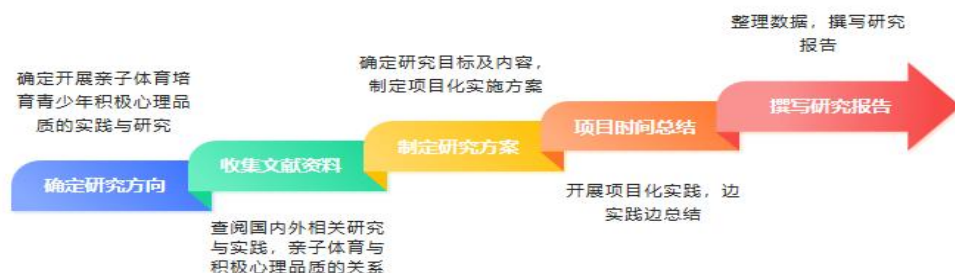 确定开展亲子体育培
育青少年积极心理品
质的实践与研究
确定研究方向
收集文献资料
查阅国内外相关研究
与实践，亲子体育与
积极心理品质的关系
确定研究目标及内容，
制定项目化实施方案
制定研究方案
项目时间总结
开展项目化实践，边
实践边总结
整理数据，撰写研究
报告
撰写研究报告